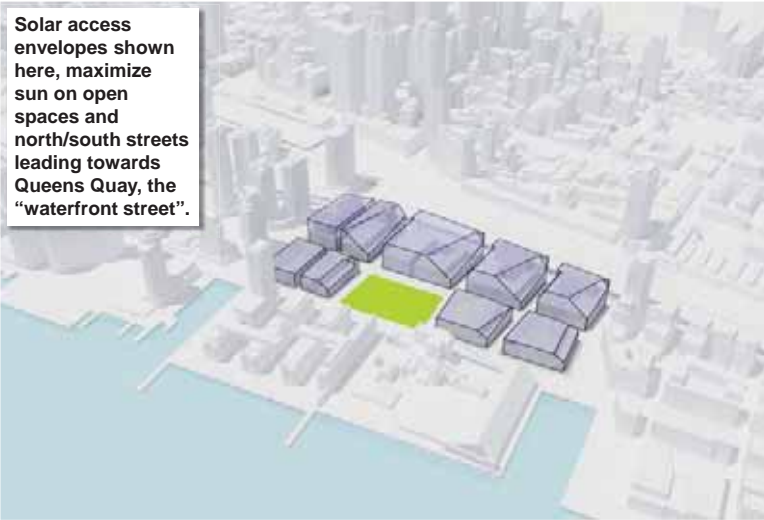 Solar access
envelopes shown
here, maximize
sun on open
spaces and
north/south streets
leading towards
Queens Quay, the
“waterfront street”.